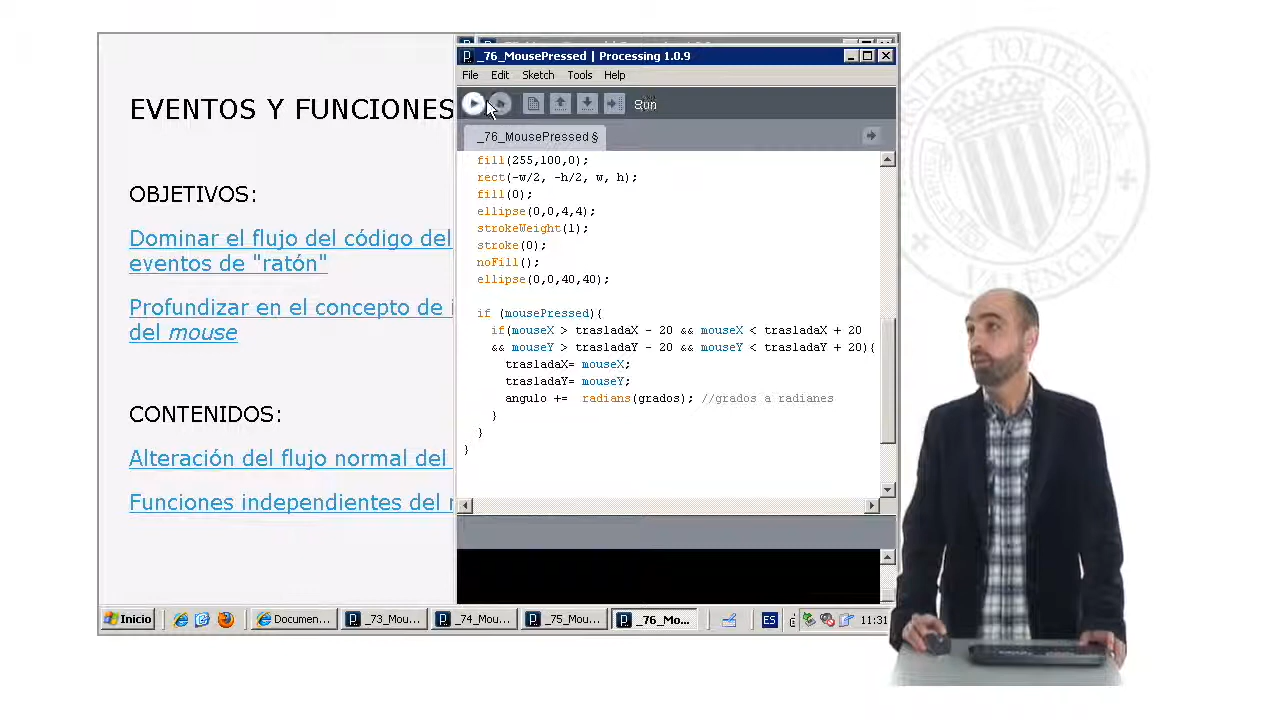 EVENTOS Y FUNCIONES
OBJETIVOS:
Dominar el flujo del código del
eventos de "ratón"
Profundizar en el concepto de
del mouse
CONTENIDOS:
Alteración del flujo normal del
Funciones independientes del
_76_MousePressed | Processing 1.0.9
File Edit Sketch Tools Help
Run
_76_MousePressed §
fill(255,100,0);
rect(-w/2, -h/2, w, h);
fill(0);
ellipse(0,0,4,4);
strokeWeight(1);
stroke(0);
noFill();
ellipse(0,0,40,40);
if (mousePressed){
if(mouseX > trasladaX - 20 && mouseX < trasladaX + 20
&& mouseY > trasladaY - 20 && mouseY < trasladaY + 20){
trasladaX= mouseX;
trasladaY= mouseY;
angulo += radians(grados); //grados a radianes
}
}
}
Inicio Documen... _73_Mou... _74_Mou... _75_Mou... _76_Mo... ES 11:31
POLITECNICA
VALENCIA